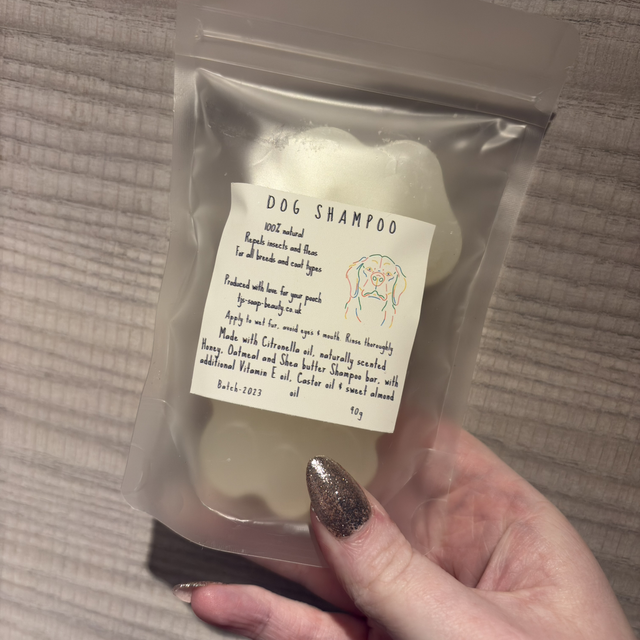 DOG SHAMPOO
100% natural
Repels insects and fleas
For all breeds and coat types
Produced with love for your pooch
tjs-soap-beauty.co.uk
Apply to wet fur, avoid eyes & mouth. Rinse thoroughly
Made with Citronella oil, naturally scented
Honey, Oatmeal and Shea butter Shampoo bar, with
additional Vitamin E oil, Castor oil & sweet almond
oil
Batch-2023
90g